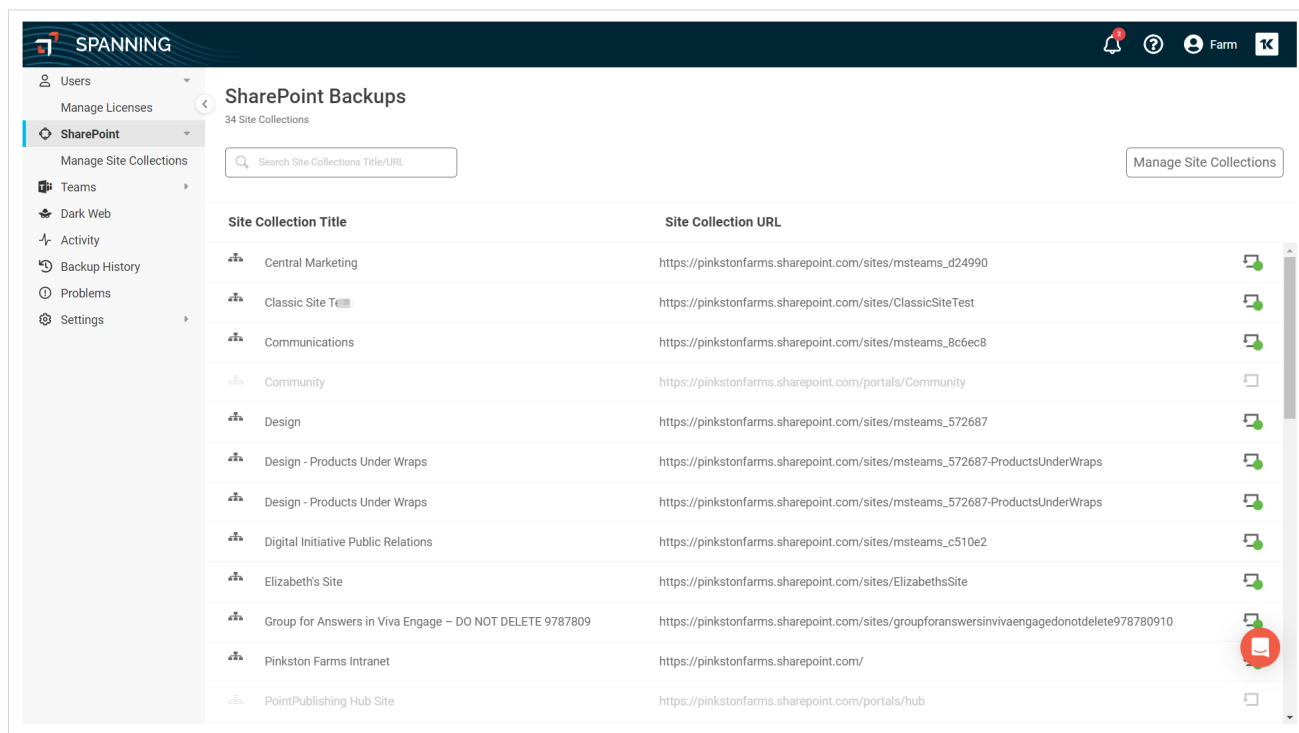 SPANNING
2
Farm
1K
Users
Manage Licenses
SharePoint
Manage Site Collections
Teams
Dark Web
Activity
Backup History
Problems
Settings
SharePoint Backups
34 Site Collections
Search Site Collections Title/URL
Manage Site Collections
Site Collection Title Site Collection URL
Central Marketing https://pinkstonfarms.sharepoint.com/sites/msteams_d24990
Classic Site https://pinkstonfarms.sharepoint.com/sites/ClassicSiteTest
Communications https://pinkstonfarms.sharepoint.com/sites/msteams_8c6ec8
Community https://pinkstonfarms.sharepoint.com/portals/Community
Design https://pinkstonfarms.sharepoint.com/sites/msteams_572687
Design - Products Under Wraps https://pinkstonfarms.sharepoint.com/sites/msteams_572687-ProductsUnderWraps
Design - Products Under Wraps https://pinkstonfarms.sharepoint.com/sites/msteams_572687-ProductsUnderWraps
Digital Initiative Public Relations https://pinkstonfarms.sharepoint.com/sites/msteams_c510e2
Elizabeth's Site https://pinkstonfarms.sharepoint.com/sites/ElizabethsSite
Group for Answers in Viva Engage – DO NOT DELETE 9787809 https://pinkstonfarms.sharepoint.com/sites/groupforanswersinvivaengagedonotdelete978780910
Pinkston Farms Intranet https://pinkstonfarms.sharepoint.com/
PointPublishing Hub Site https://pinkstonfarms.sharepoint.com/portals/hub